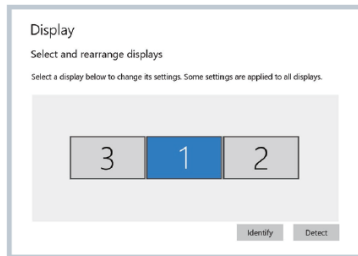 Display
Select and rearrange displays
Select a display below to change its settings. Some settings are applied to all displays.
3 1 2
Identify Detect